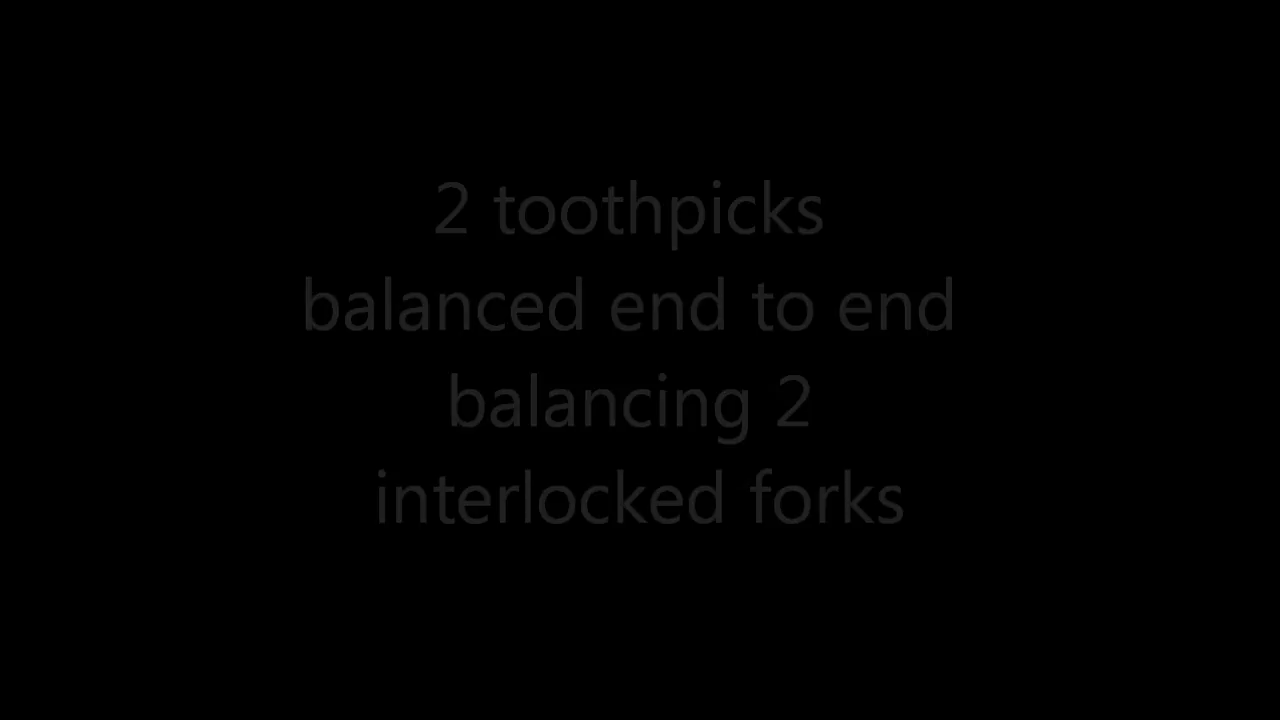 2 toothpicks
balanced end to end
balancing 2
interlocked forks